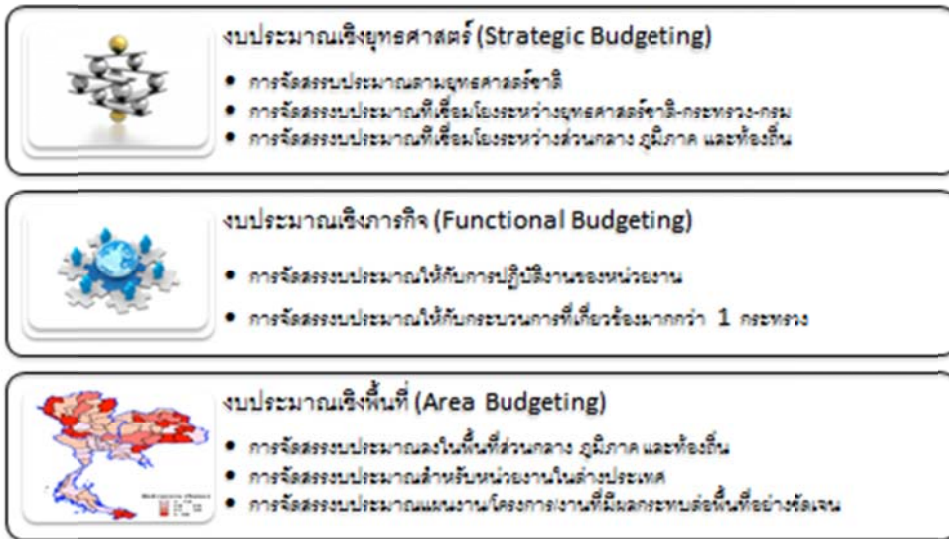 งบประมาณเชิงยุทธศาสตร์ (Strategic Budgeting)
• การจัดสรรบประมาณตามยุทธศาสตร์ชาติ
• การจัดสรรงบประมาณที่เชื่อมโยงระหว่างยุทธศาสตร์ชาติ-กระทรวง-กรม
• การจัดสรรงบประมาณที่เชื่อมโยงระหว่างส่วนกลาง ภูมิภาค และท้องถิ่น
งบประมาณเชิงภารกิจ (Functional Budgeting)
• การจัดสรรงบประมาณให้กับการปฏิบัติงานของหน่วยงาน
• การจัดสรรงบประมาณให้กับกระบวนการที่เกี่ยวข้องมากกว่า 1 กระทรวง
งบประมาณเชิงพื้นที่ (Area Budgeting)
• การจัดสรรงบประมาณลงในพื้นที่ส่วนกลาง ภูมิภาค และท้องถิ่น
• การจัดสรรงบประมาณสำหรับหน่วยงานในต่างประเทศ
• การจัดสรรงบประมาณแผนงาน/โครงการ/งานที่มีผลกระทบต่อพื้นที่อย่างชัดเจน